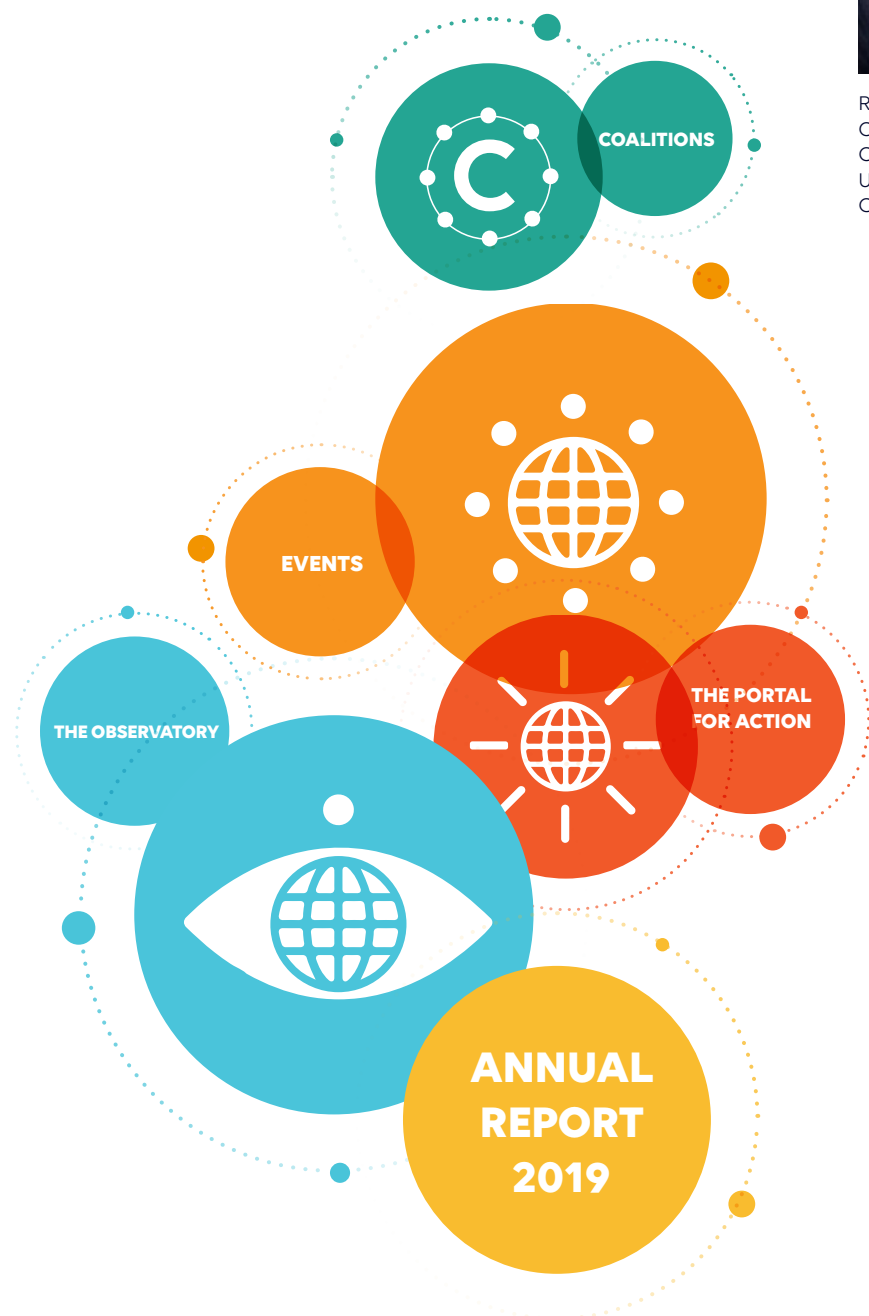 COALITIONS
C
EVENTS
THE PORTAL
FOR ACTION
THE OBSERVATORY
ANNUAL
REPORT
2019